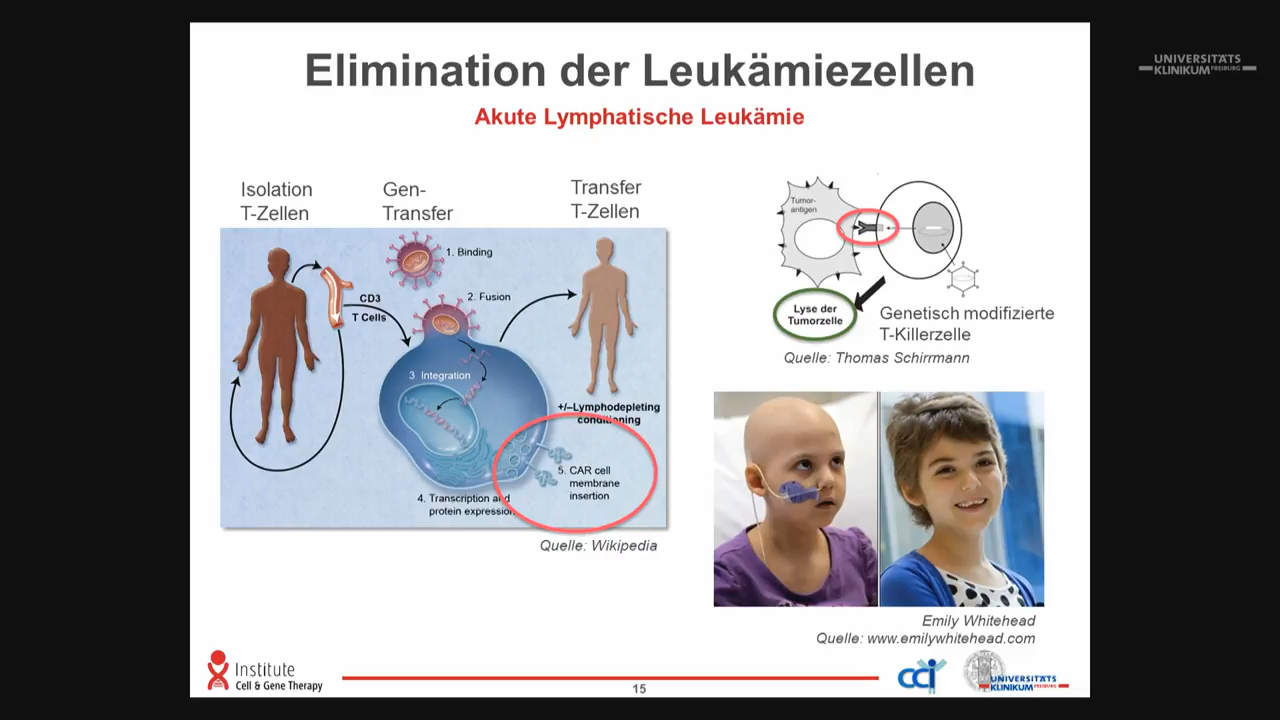 Elimination der Leukämiezellen
Akute Lymphatische Leukämie
UNIVERSITÄTS
KLINIKUM FREIBURG
Isolation
T-Zellen
Gen-
Transfer
Transfer
T-Zellen
1. Binding
2. Fusion
CD3
T Cells
3. Integration
+/–Lymphodepleting
conditioning
5. CAR cell
membrane
insertion
4. Transcription and
protein expression
Quelle: Wikipedia
Tumor-
antigen
Lyse der
Tumorzelle
Genetisch modifizierte
T-Killerzelle
Quelle: Thomas Schirrmann
Emily Whitehead
Quelle: www.emilywhitehead.com
Institute
Cell & Gene Therapy
15
cci
UNIVERSITÄTS
KLINIKUM FREIBURG